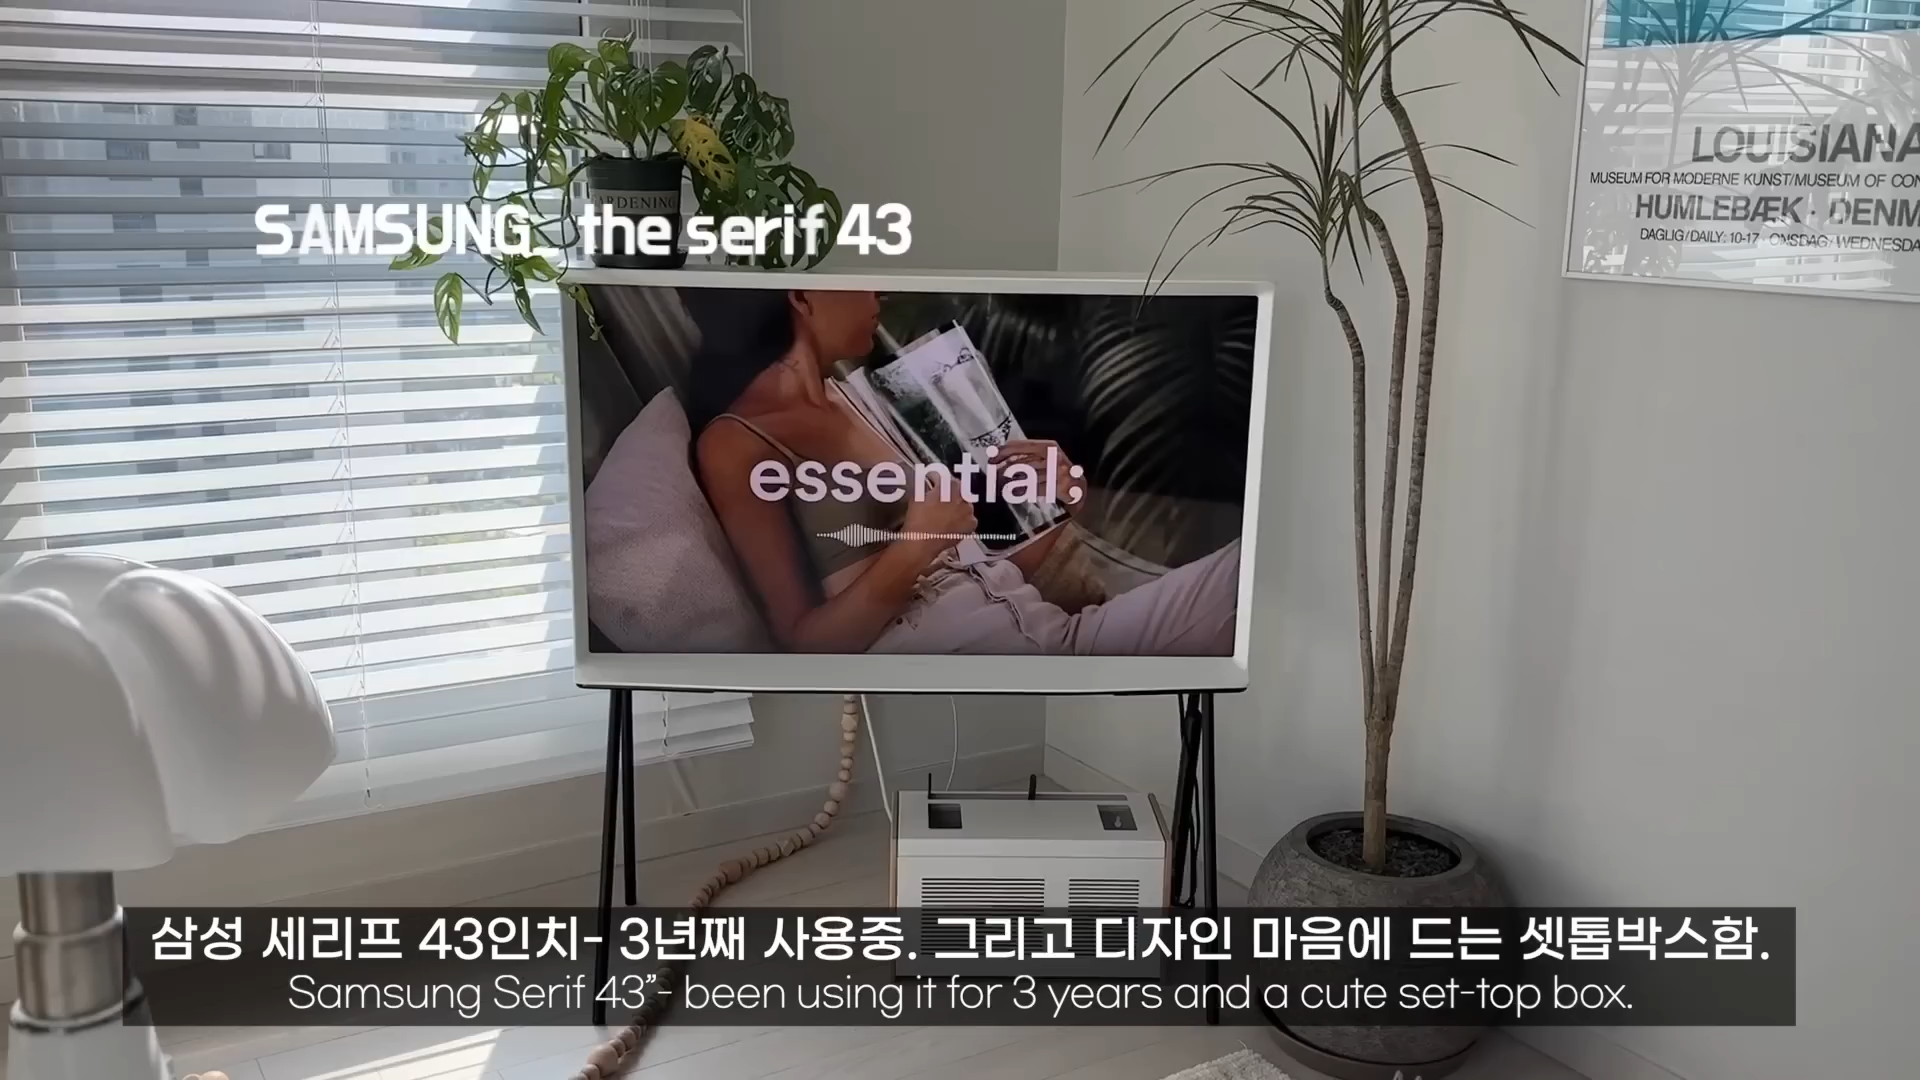 LOUISIANA
MUSEUM FOR MODERNE KUNST/MUSEUM OF CON
HUMLEBÆK · DENM
DAGLIG/DAILY: 10-17 · ONSDAG/WEDNESDA
GARDENING
SAMSUNG_ the serif 43
essential;
삼성 세리프 43인치- 3년째 사용중. 그리고 디자인 마음에 드는 셋톱박스함.
Samsung Serif 43”- been using it for 3 years and a cute set-top box.